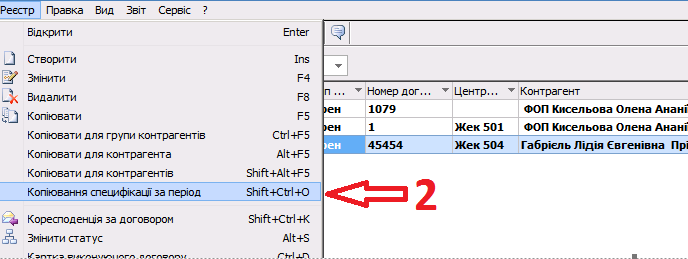 Реєстр Правка Вид Звіт Сервіс ?
Відкрити Enter
Створити Ins
Змінити F4
Видалити F8
Копіювати F5
Копіювати для групи контрагентів Ctrl+F5
Копіювати для контрагента Alt+F5
Копіювати для контрагентів Shift+Alt+F5
Копіювання специфікації за період Shift+Ctrl+O
2
Кореспонденція за договором Shift+Ctrl+K
Змінити статус Alt+S
Картка виконуючого договору Ctrl+D
п ... Номер дог... Центр... Контрагент
рен 1079 ФОП Кисельова Олена Ананії
рен 1 Жек 501 ФОП Кисельова Олена Ананії
рен 45454 Жек 504 Габрієль Лідія Євгенівна Прі